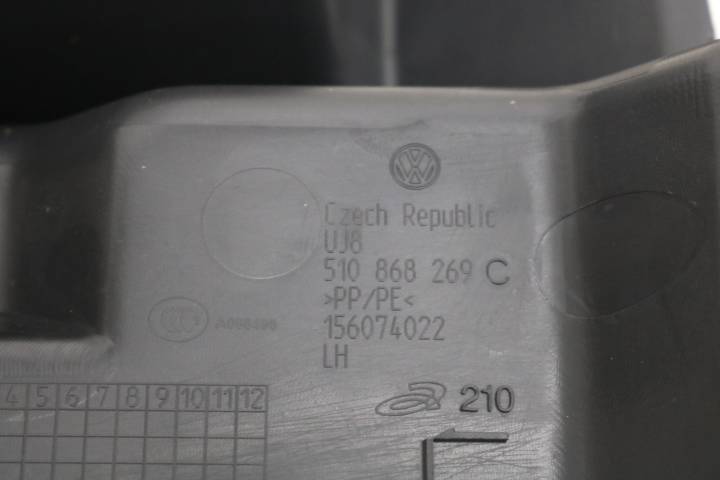 Czech Republic
UJ8
510 868 269 C
>PP/PE<
156074022
LH
210
4 5 6 7 8 9 10 11 12